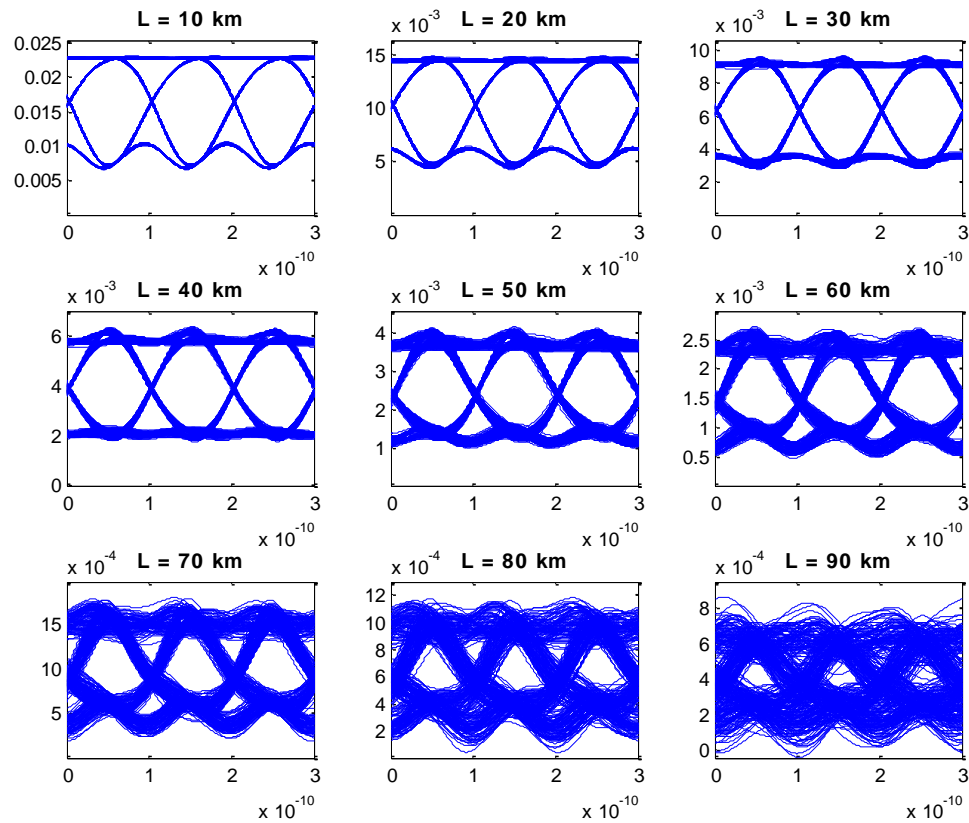 L = 10 km
0.025
0.02
0.015
0.01
0.005
0 1 2 3
x 10^-10
x 10^-3 L = 20 km
15
10
5
0 1 2 3
x 10^-10
x 10^-3 L = 30 km
10
8
6
4
2
0 1 2 3
x 10^-10
x 10^-3 L = 40 km
6
4
2
0
0 1 2 3
x 10^-10
x 10^-3 L = 50 km
4
3
2
1
0 1 2 3
x 10^-10
x 10^-3 L = 60 km
2.5
2
1.5
1
0.5
0 1 2 3
x 10^-10
x 10^-4 L = 70 km
15
10
5
0 1 2 3
x 10^-10
x 10^-4 L = 80 km
12
10
8
6
4
2
0 1 2 3
x 10^-10
x 10^-4 L = 90 km
8
6
4
2
0
0 1 2 3
x 10^-10